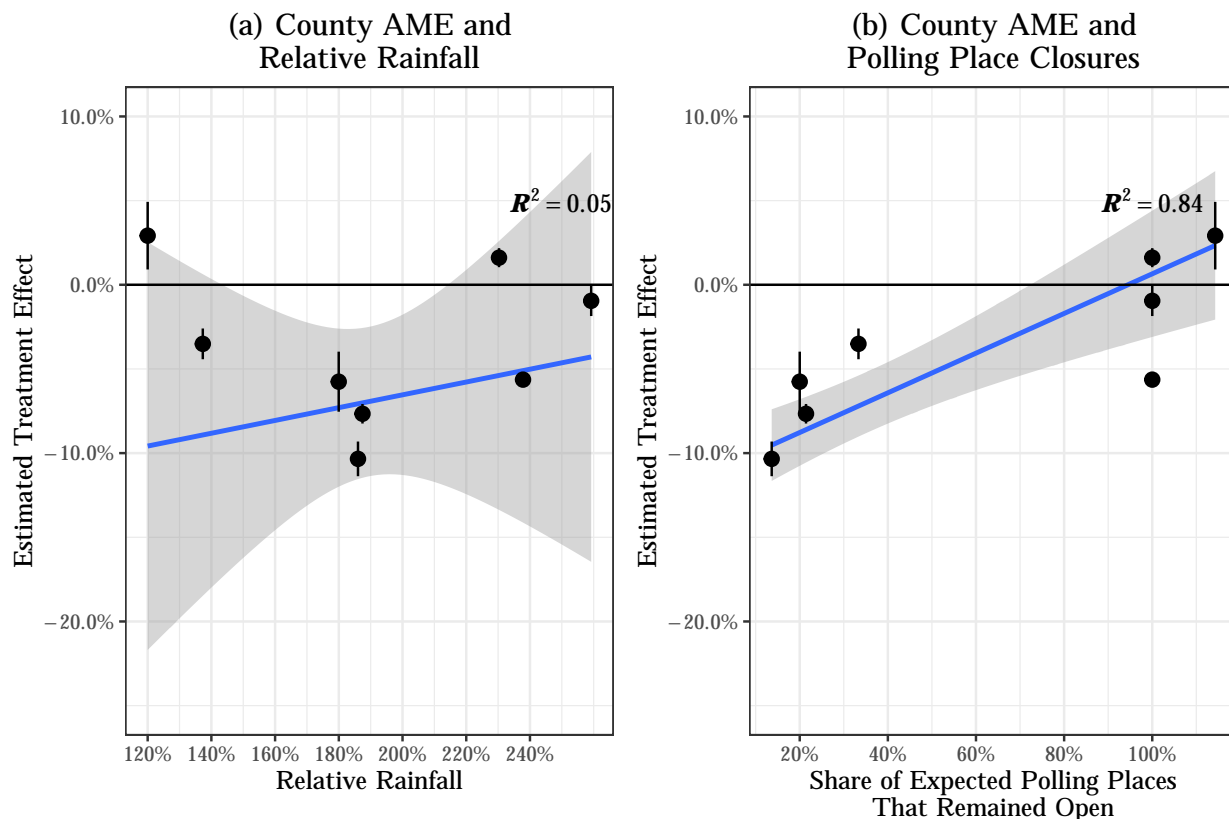 (a) County AME and
Relative Rainfall
10.0%
0.0%
−10.0%
−20.0%
Estimated Treatment Effect
R² = 0.05
120% 140% 160% 180% 200% 220% 240%
Relative Rainfall
(b) County AME and
Polling Place Closures
10.0%
0.0%
−10.0%
−20.0%
Estimated Treatment Effect
R² = 0.84
20% 40% 60% 80% 100%
Share of Expected Polling Places
That Remained Open